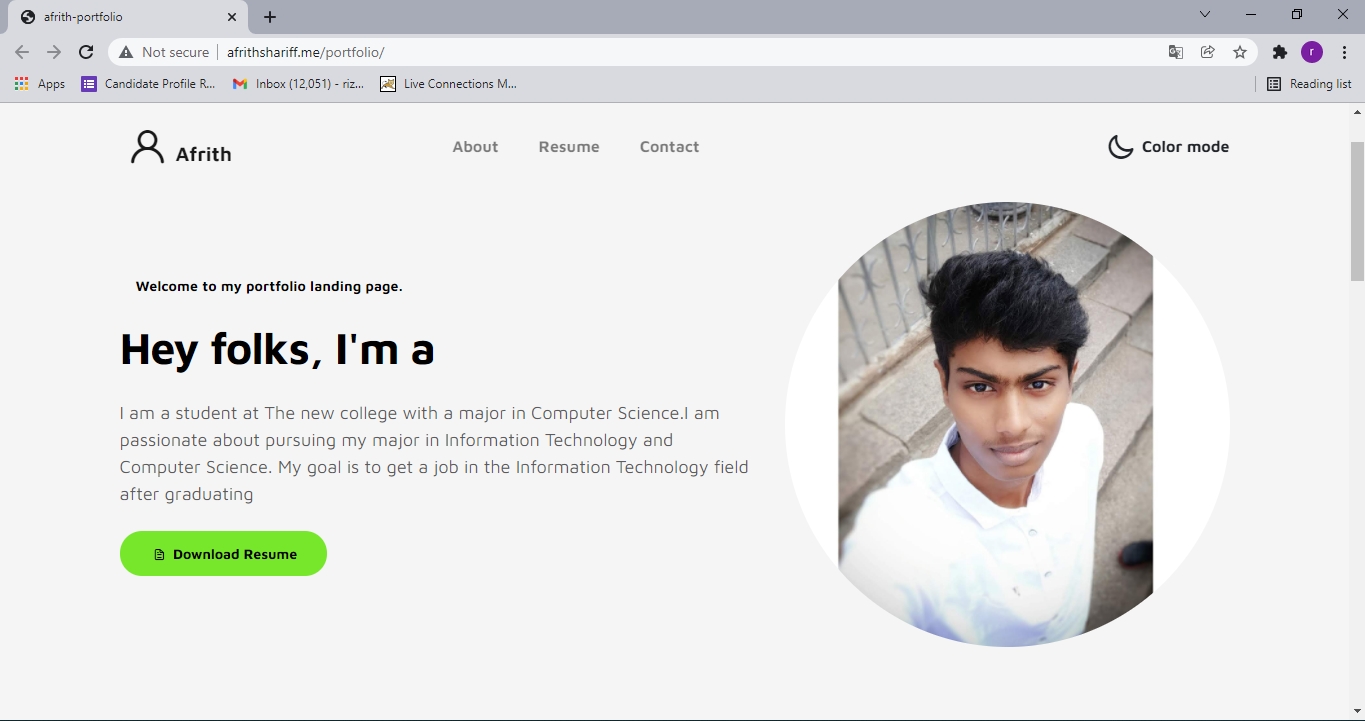 afrith-portfolio
Not secure
afrithshariff.me/portfolio/
r
Apps
Candidate Profile R...
Inbox (12,051) - riz...
Live Connections M...
Reading list
Afrith
About
Resume
Contact
Color mode
Welcome to my portfolio landing page.
Hey folks, I'm a
I am a student at The new college with a major in Computer Science.I am
passionate about pursuing my major in Information Technology and
Computer Science. My goal is to get a job in the Information Technology field
after graduating
Download Resume